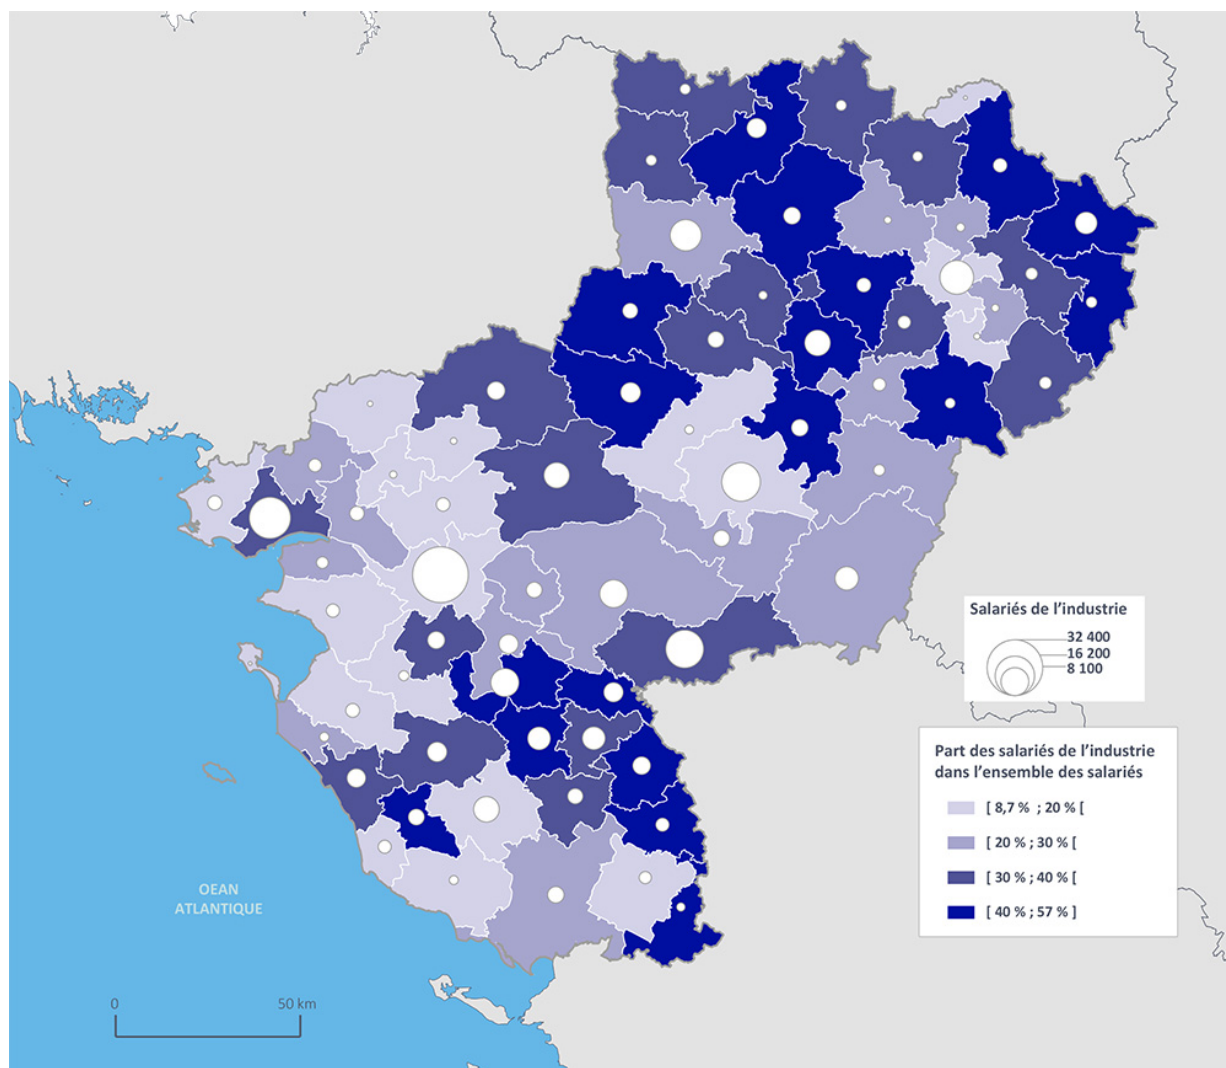 Salariés de l'industrie
32 400
16 200
8 100
Part des salariés de l'industrie
dans l'ensemble des salariés
[ 8,7 % ; 20 % [
[ 20 % ; 30 % [
[ 30 % ; 40 % [
[ 40 % ; 57 % ]
OEAN
ATLANTIQUE
0 50 km